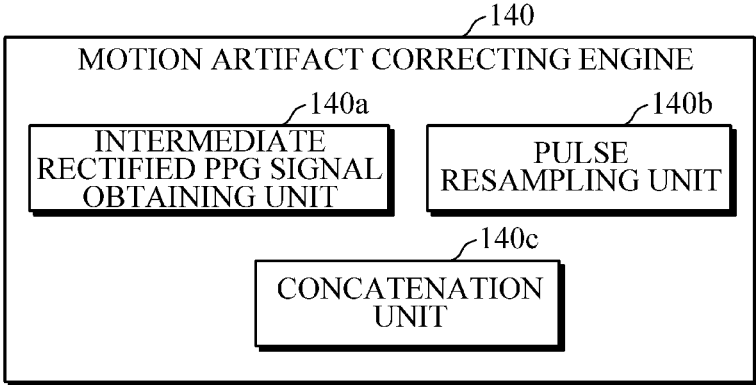 140
MOTION ARTIFACT CORRECTING ENGINE
140a
INTERMEDIATE
RECTIFIED PPG SIGNAL
OBTAINING UNIT
140b
PULSE
RESAMPLING UNIT
140c
CONCATENATION
UNIT